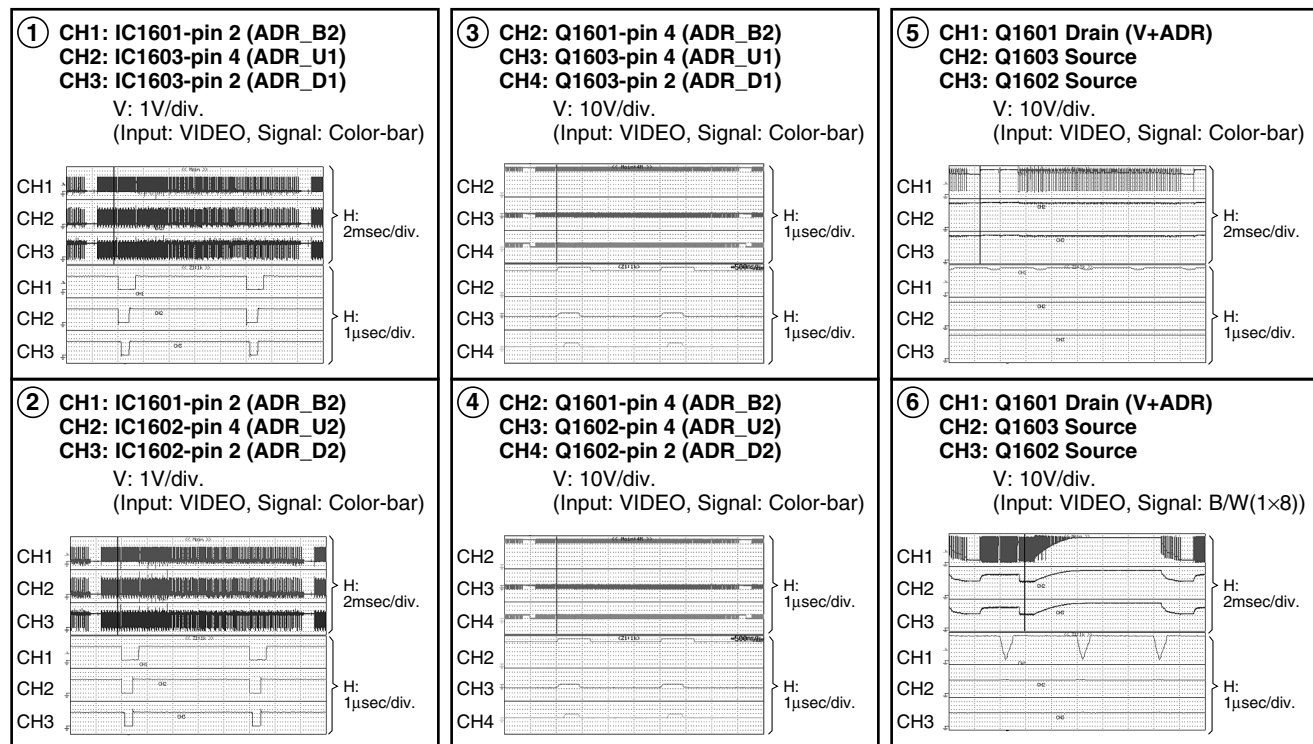 ① CH1: IC1601-pin 2 (ADR_B2)
CH2: IC1603-pin 4 (ADR_U1)
CH3: IC1603-pin 2 (ADR_D1)
V: 1V/div.
(Input: VIDEO, Signal: Color-bar)
<< Main >>
CH1
CH2
CH3
H:
2msec/div.
CH1
CH2
CH3
H:
1µsec/div.
② CH1: IC1601-pin 2 (ADR_B2)
CH2: IC1602-pin 4 (ADR_U2)
CH3: IC1602-pin 2 (ADR_D2)
V: 1V/div.
(Input: VIDEO, Signal: Color-bar)
<< Main >>
CH1
CH2
CH3
H:
2msec/div.
CH1
CH2
CH3
H:
1µsec/div.
③ CH2: Q1601-pin 4 (ADR_B2)
CH3: Q1603-pin 4 (ADR_U1)
CH4: Q1603-pin 2 (ADR_D1)
V: 10V/div.
(Input: VIDEO, Signal: Color-bar)
CH2
CH3
CH4
H:
1µsec/div.
CH2
CH3
CH4
H:
1µsec/div.
④ CH2: Q1601-pin 4 (ADR_B2)
CH3: Q1602-pin 4 (ADR_U2)
CH4: Q1602-pin 2 (ADR_D2)
V: 10V/div.
(Input: VIDEO, Signal: Color-bar)
CH2
CH3
CH4
H:
1µsec/div.
CH2
CH3
CH4
H:
1µsec/div.
⑤ CH1: Q1601 Drain (V+ADR)
CH2: Q1603 Source
CH3: Q1602 Source
V: 10V/div.
(Input: VIDEO, Signal: Color-bar)
CH1
CH2
CH3
H:
2msec/div.
CH1
CH2
CH3
H:
1µsec/div.
⑥ CH1: Q1601 Drain (V+ADR)
CH2: Q1603 Source
CH3: Q1602 Source
V: 10V/div.
(Input: VIDEO, Signal: B/W(1×8))
<< Main >>
CH1
CH2
CH3
H:
2msec/div.
CH1
CH2
CH3
H:
1µsec/div.